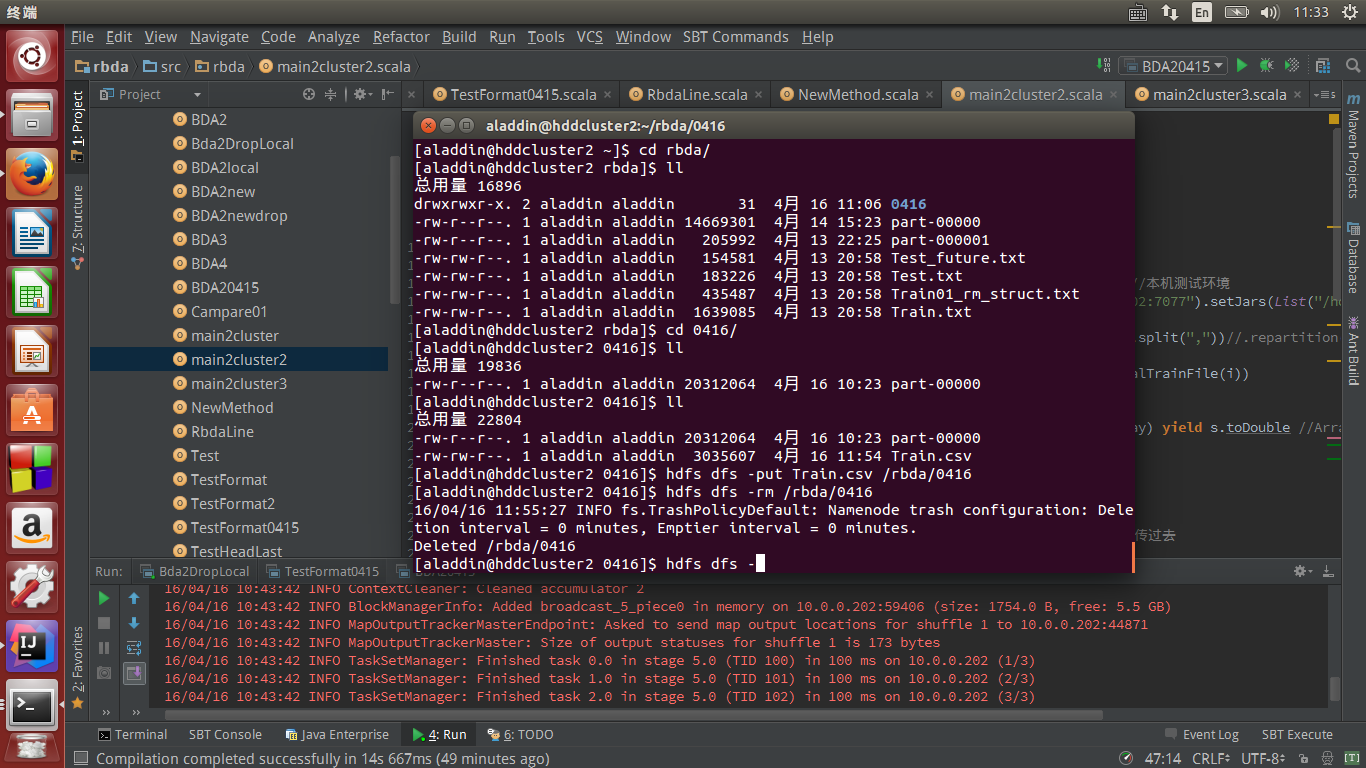 终端
En
11:33
File Edit View Navigate Code Analyze Refactor Build Run Tools VCS Window SBT Commands Help
rbda src rbda main2cluster2.scala
BDA20415
Project
TestFormat0415.scala RbdaLine.scala NewMethod.scala main2cluster2.scala main2cluster3.scala
1: Project
Z: Structure
2: Favorites
BDA2
Bda2DropLocal
BDA2local
BDA2new
BDA2newdrop
BDA3
BDA4
BDA20415
Campare01
main2cluster
main2cluster2
main2cluster3
NewMethod
RbdaLine
Test
TestFormat
TestFormat2
TestFormat0415
TestHeadLast
aladdin@hddcluster2:~/rbda/0416
[aladdin@hddcluster2 ~]$ cd rbda/
[aladdin@hddcluster2 rbda]$ ll
总用量 16896
drwxrwxr-x. 2 aladdin aladdin 31 4月 16 11:06 0416
-rw-r--r--. 1 aladdin aladdin 14669301 4月 14 15:23 part-00000
-rw-r--r--. 1 aladdin aladdin 205992 4月 13 22:25 part-000001
-rw-rw-r--. 1 aladdin aladdin 154581 4月 13 20:58 Test_future.txt
-rw-rw-r--. 1 aladdin aladdin 183226 4月 13 20:58 Test.txt
-rw-rw-r--. 1 aladdin aladdin 435487 4月 13 20:58 Train01_rm_struct.txt
-rw-rw-r--. 1 aladdin aladdin 1639085 4月 13 20:58 Train.txt
[aladdin@hddcluster2 rbda]$ cd 0416/
[aladdin@hddcluster2 0416]$ ll
总用量 19836
-rw-r--r--. 1 aladdin aladdin 20312064 4月 16 10:23 part-00000
[aladdin@hddcluster2 0416]$ ll
总用量 22804
-rw-r--r--. 1 aladdin aladdin 20312064 4月 16 10:23 part-00000
-rw-rw-r--. 1 aladdin aladdin 3035607 4月 16 11:54 Train.csv
[aladdin@hddcluster2 0416]$ hdfs dfs -put Train.csv /rbda/0416
[aladdin@hddcluster2 0416]$ hdfs dfs -rm /rbda/0416
16/04/16 11:55:27 INFO fs.TrashPolicyDefault: Namenode trash configuration: Dele
tion interval = 0 minutes, Emptier interval = 0 minutes.
Deleted /rbda/0416
[aladdin@hddcluster2 0416]$ hdfs dfs -
//本机测试环境
02:7077").setJars(List("/ho
.split(","))//.repartition
alTrainFile(i))
ay) yield s.toDouble //Arra
传过去
Maven Projects
Database
Ant Build
Run: Bda2DropLocal TestFormat0415 BDA20415
16/04/16 10:43:42 INFO ContextCleaner: Cleaned accumulator 2
16/04/16 10:43:42 INFO BlockManagerInfo: Added broadcast_5_piece0 in memory on 10.0.0.202:59406 (size: 1754.0 B, free: 5.5 GB)
16/04/16 10:43:42 INFO MapOutputTrackerMasterEndpoint: Asked to send map output locations for shuffle 1 to 10.0.0.202:44871
16/04/16 10:43:42 INFO MapOutputTrackerMaster: Size of output statuses for shuffle 1 is 173 bytes
16/04/16 10:43:42 INFO TaskSetManager: Finished task 0.0 in stage 5.0 (TID 100) in 100 ms on 10.0.0.202 (1/3)
16/04/16 10:43:42 INFO TaskSetManager: Finished task 1.0 in stage 5.0 (TID 101) in 100 ms on 10.0.0.202 (2/3)
16/04/16 10:43:42 INFO TaskSetManager: Finished task 2.0 in stage 5.0 (TID 102) in 100 ms on 10.0.0.202 (3/3)
Terminal SBT Console Java Enterprise 4: Run 6: TODO Event Log SBT Execute
Compilation completed successfully in 14s 667ms (49 minutes ago) 47:14 CRLF UTF-8 [T]